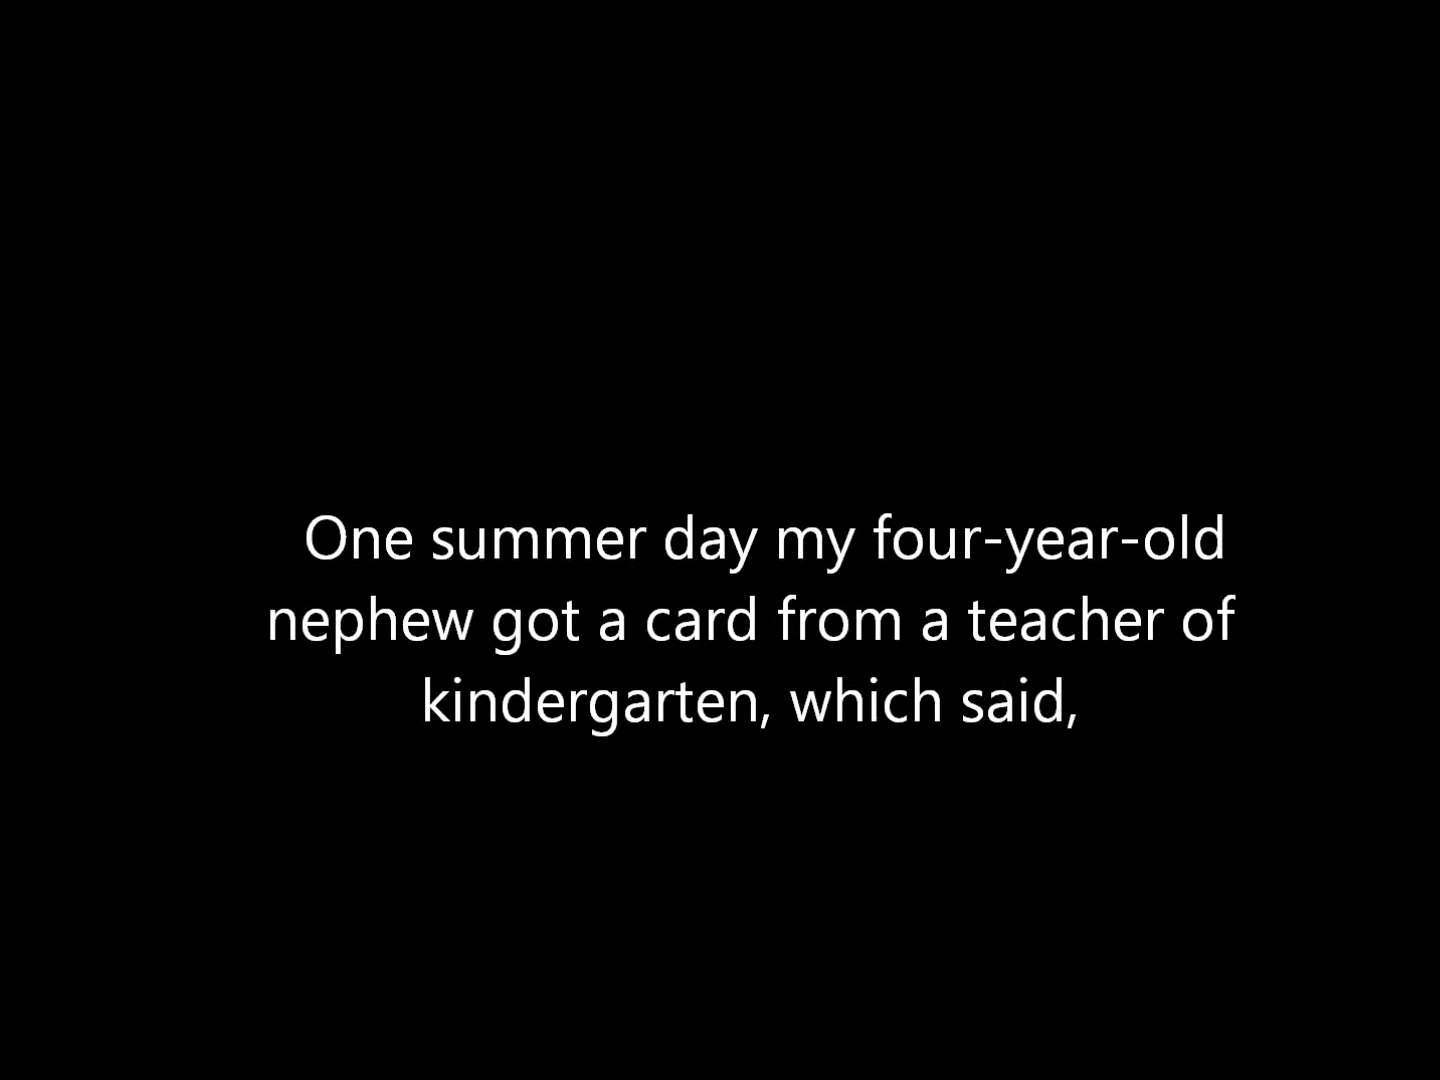 One summer day my four-year-old
nephew got a card from a teacher of
kindergarten, which said,